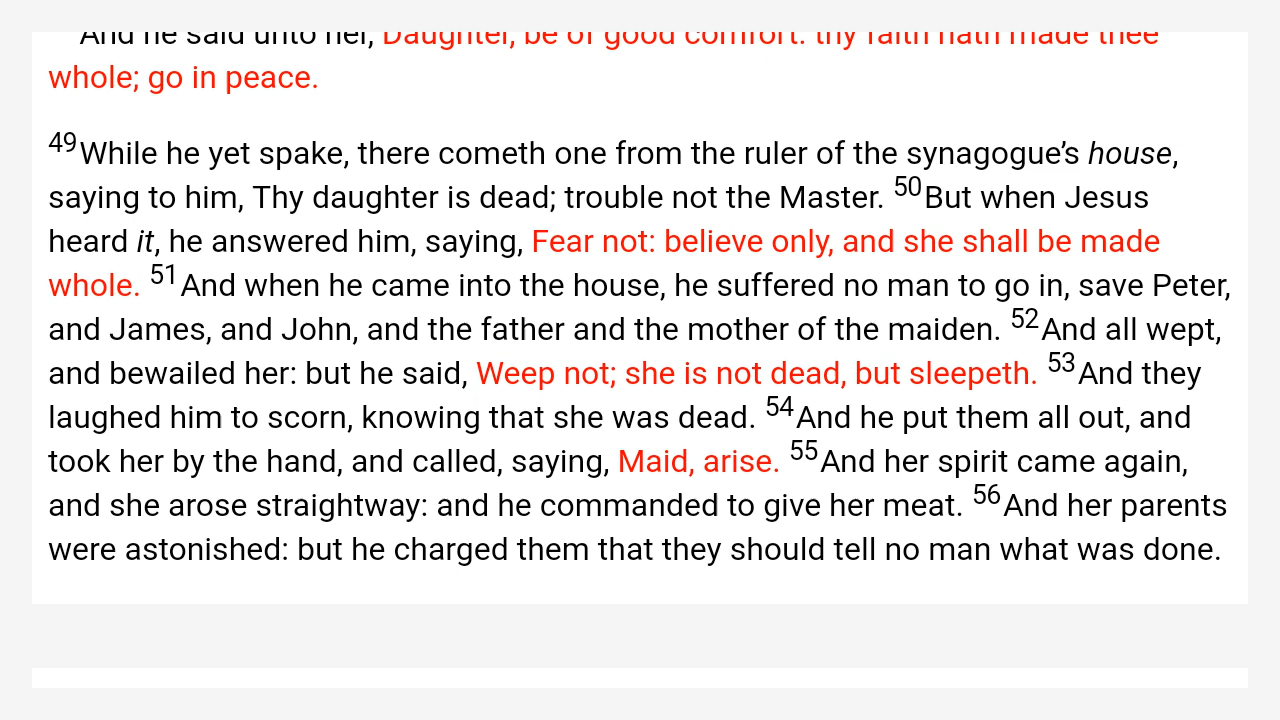 And he said unto her, Daughter, be of good comfort: thy faith hath made thee
whole; go in peace.
49While he yet spake, there cometh one from the ruler of the synagogue’s house,
saying to him, Thy daughter is dead; trouble not the Master. 50But when Jesus
heard it, he answered him, saying, Fear not: believe only, and she shall be made
whole. 51And when he came into the house, he suffered no man to go in, save Peter,
and James, and John, and the father and the mother of the maiden. 52And all wept,
and bewailed her: but he said, Weep not; she is not dead, but sleepeth. 53And they
laughed him to scorn, knowing that she was dead. 54And he put them all out, and
took her by the hand, and called, saying, Maid, arise. 55And her spirit came again,
and she arose straightway: and he commanded to give her meat. 56And her parents
were astonished: but he charged them that they should tell no man what was done.